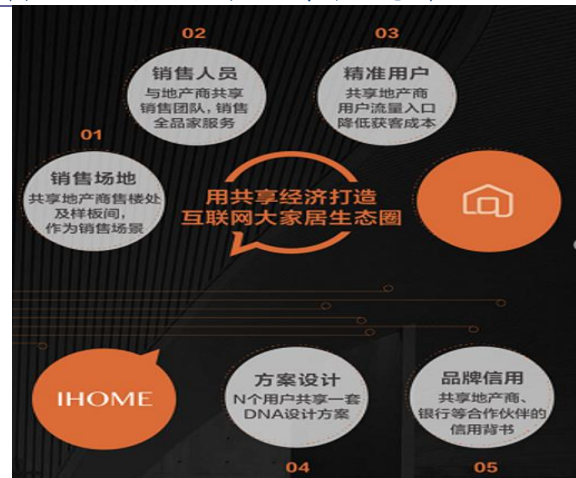 02
销售人员
与地产商共享
销售团队，销售
全品家服务
03
精准用户
共享地产商
用户流量入口
降低获客成本
01
销售场地
共享地产商售楼处
及样板间，
作为销售场景
用共享经济打造
互联网大家居生态圈
IHOME
方案设计
N个用户共享一套
DNA设计方案
04
品牌信用
共享地产商、
银行等合作伙伴的
信用背书
05